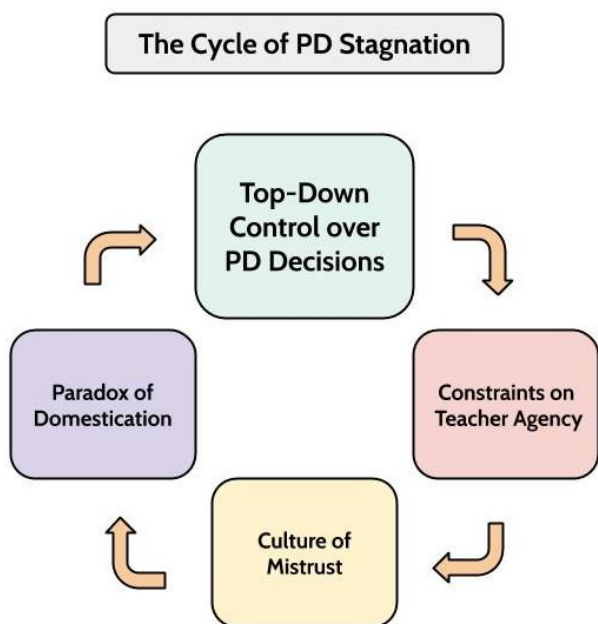 The Cycle of PD Stagnation
Top-Down
Control over
PD Decisions
Constraints on
Teacher Agency
Culture of
Mistrust
Paradox of
Domestication